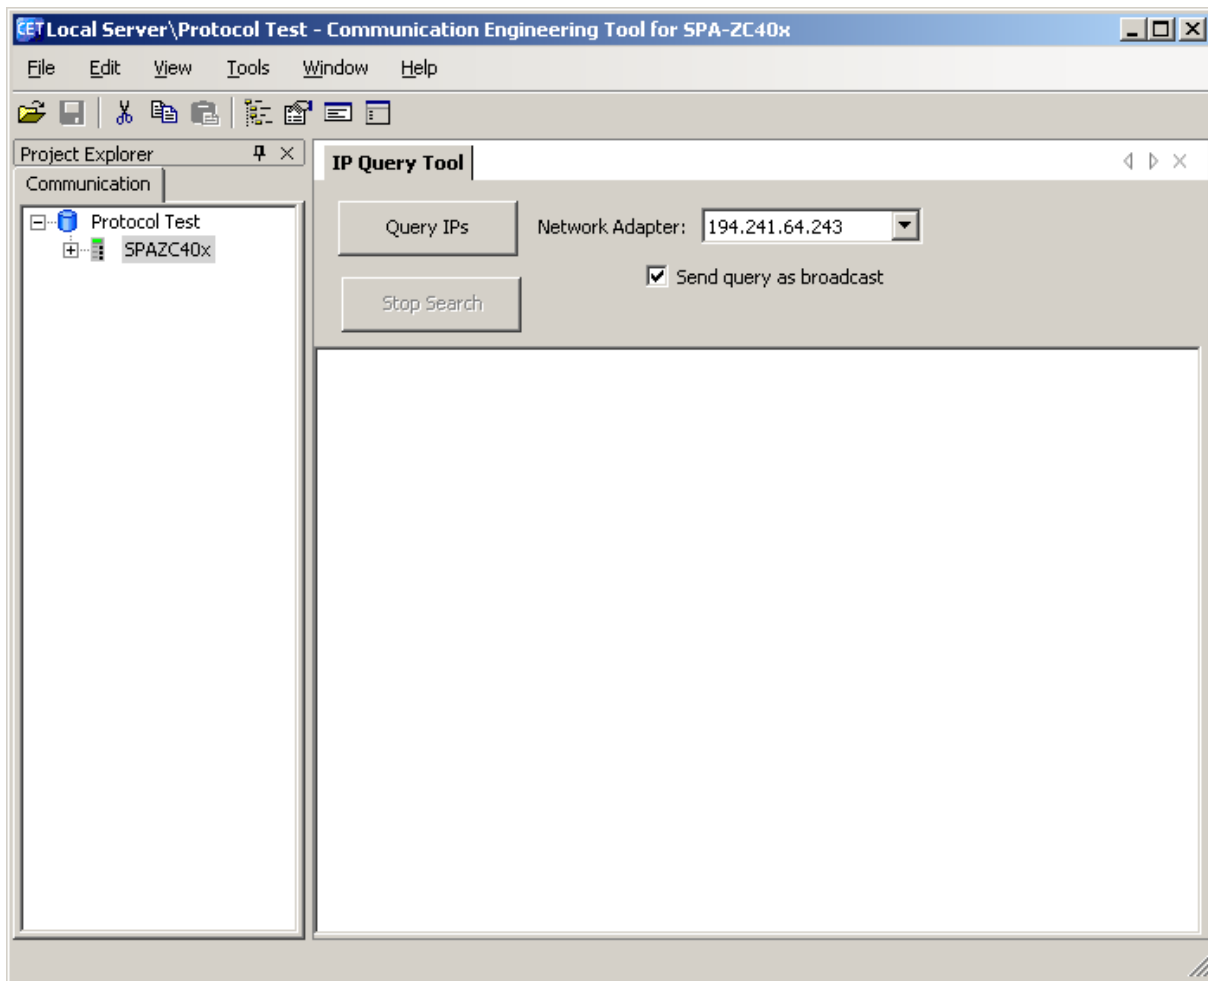 CET Local Server\Protocol Test - Communication Engineering Tool for SPA-ZC40x
File Edit View Tools Window Help
Project Explorer
Communication
Protocol Test
SPAZC40x
IP Query Tool
Query IPs Network Adapter: 194.241.64.243
Send query as broadcast
Stop Search